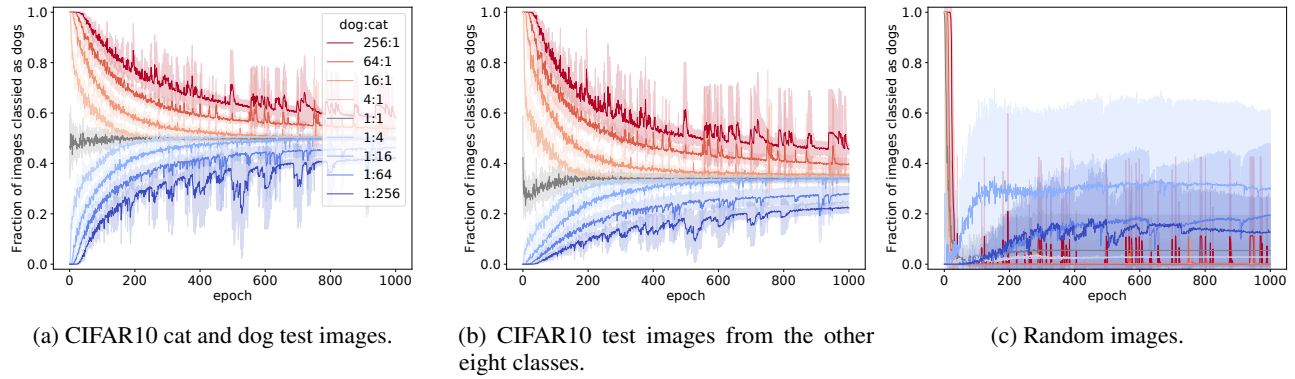 Fraction of images classied as dogs
1.0
0.8
0.6
0.4
0.2
0.0
dog:cat
256:1
64:1
16:1
4:1
1:1
1:4
1:16
1:64
1:256
0 200 400 600 800 1000
epoch
(a) CIFAR10 cat and dog test images.
Fraction of images classied as dogs
1.0
0.8
0.6
0.4
0.2
0.0
0 200 400 600 800 1000
epoch
(b) CIFAR10 test images from the other
eight classes.
Fraction of images classied as dogs
1.0
0.8
0.6
0.4
0.2
0.0
0 200 400 600 800 1000
epoch
(c) Random images.